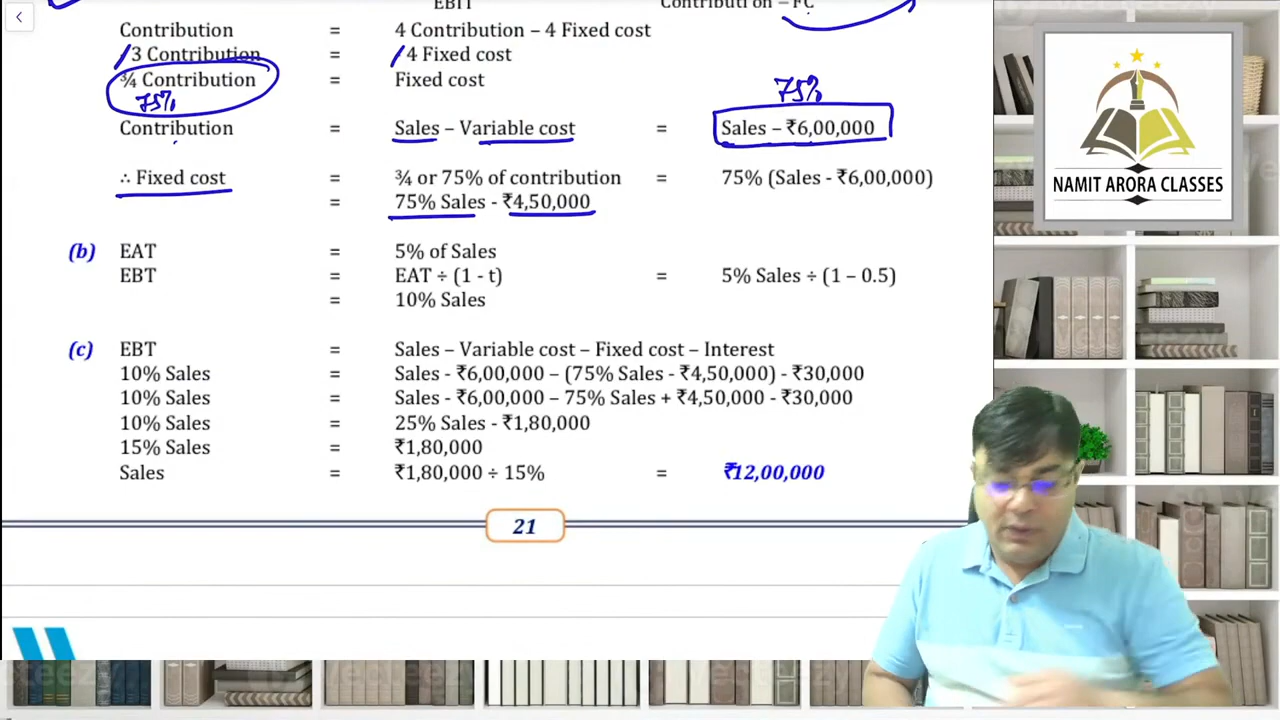 EBIT Contribution – FC
Contribution = 4 Contribution – 4 Fixed cost
3 Contribution = 4 Fixed cost
¾ Contribution = Fixed cost
75% 75%
Contribution = Sales – Variable cost = Sales – ₹6,00,000
∴ Fixed cost = ¾ or 75% of contribution = 75% (Sales - ₹6,00,000)
= 75% Sales - ₹4,50,000
(b) EAT = 5% of Sales
EBT = EAT ÷ (1 - t) = 5% Sales ÷ (1 – 0.5)
= 10% Sales
(c) EBT = Sales – Variable cost – Fixed cost – Interest
10% Sales = Sales - ₹6,00,000 – (75% Sales - ₹4,50,000) - ₹30,000
10% Sales = Sales - ₹6,00,000 – 75% Sales + ₹4,50,000 - ₹30,000
10% Sales = 25% Sales - ₹1,80,000
15% Sales = ₹1,80,000
Sales = ₹1,80,000 ÷ 15% = ₹12,00,000
21
NAMIT ARORA CLASSES